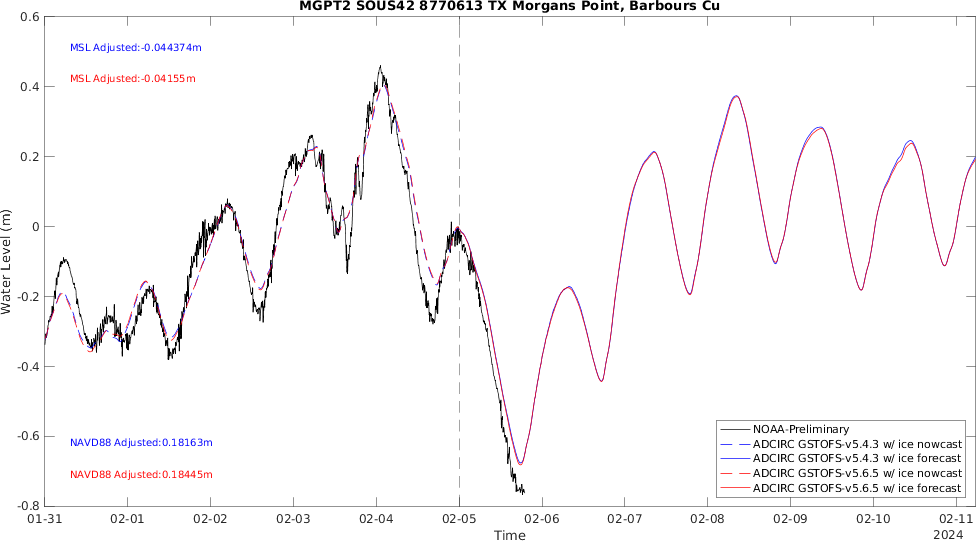 MGPT2 SOUS42 8770613 TX Morgans Point, Barbours Cu
0.6
MSL Adjusted:-0.044374m
MSL Adjusted:-0.04155m
0.4
0.2
0
-0.2
-0.4
-0.6
-0.8
Water Level (m)
NAVD88 Adjusted:0.18163m
NAVD88 Adjusted:0.18445m
NOAA-Preliminary
ADCIRC GSTOFS-v5.4.3 w/ ice nowcast
ADCIRC GSTOFS-v5.4.3 w/ ice forecast
ADCIRC GSTOFS-v5.6.5 w/ ice nowcast
ADCIRC GSTOFS-v5.6.5 w/ ice forecast
01-31 02-01 02-02 02-03 02-04 02-05 02-06 02-07 02-08 02-09 02-10 02-11
Time 2024